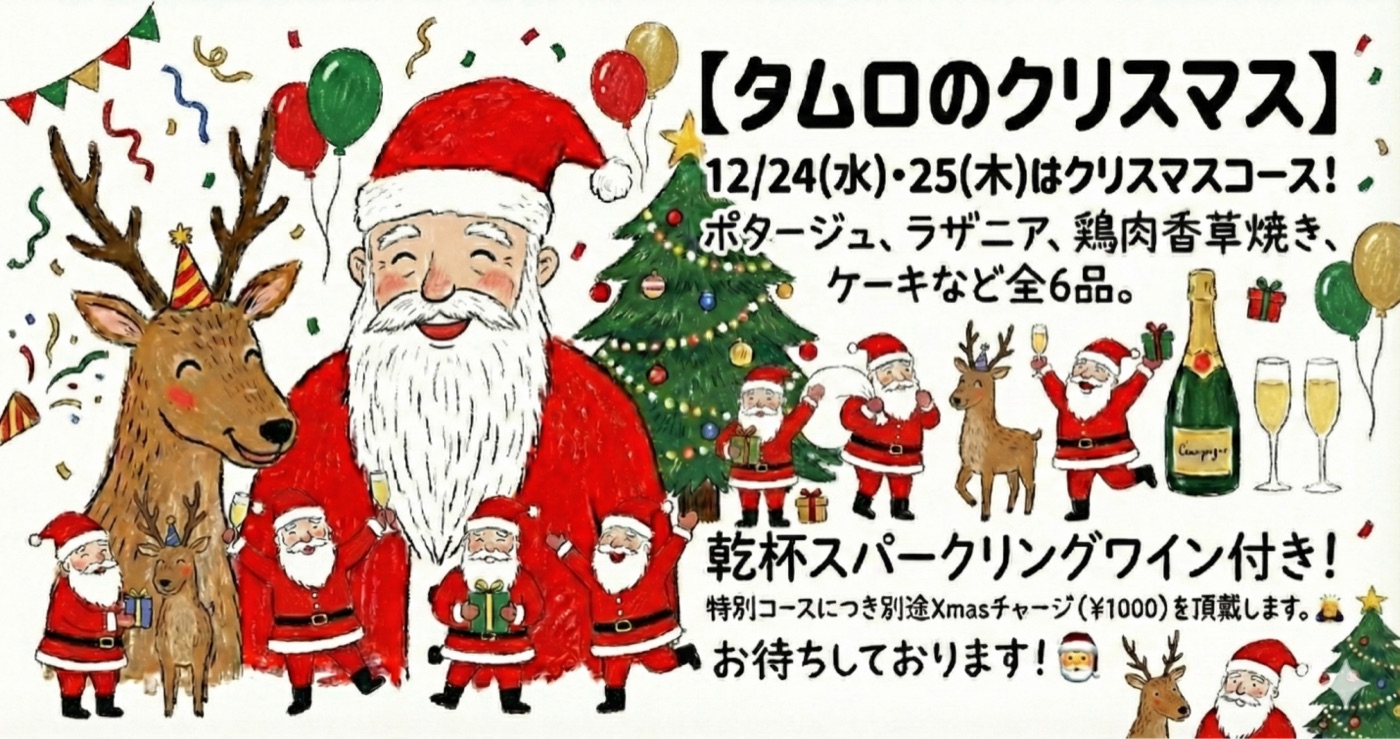 【タムロのクリスマス】
12/24(水)・25(木)はクリスマスコース！
ポタージュ、ラザニア、鶏肉香草焼き、
ケーキなど全6品。
乾杯スパークリングワイン付き！
特別コースにつき別途Xmasチャージ(¥1000)を頂戴します。
お待ちしております！